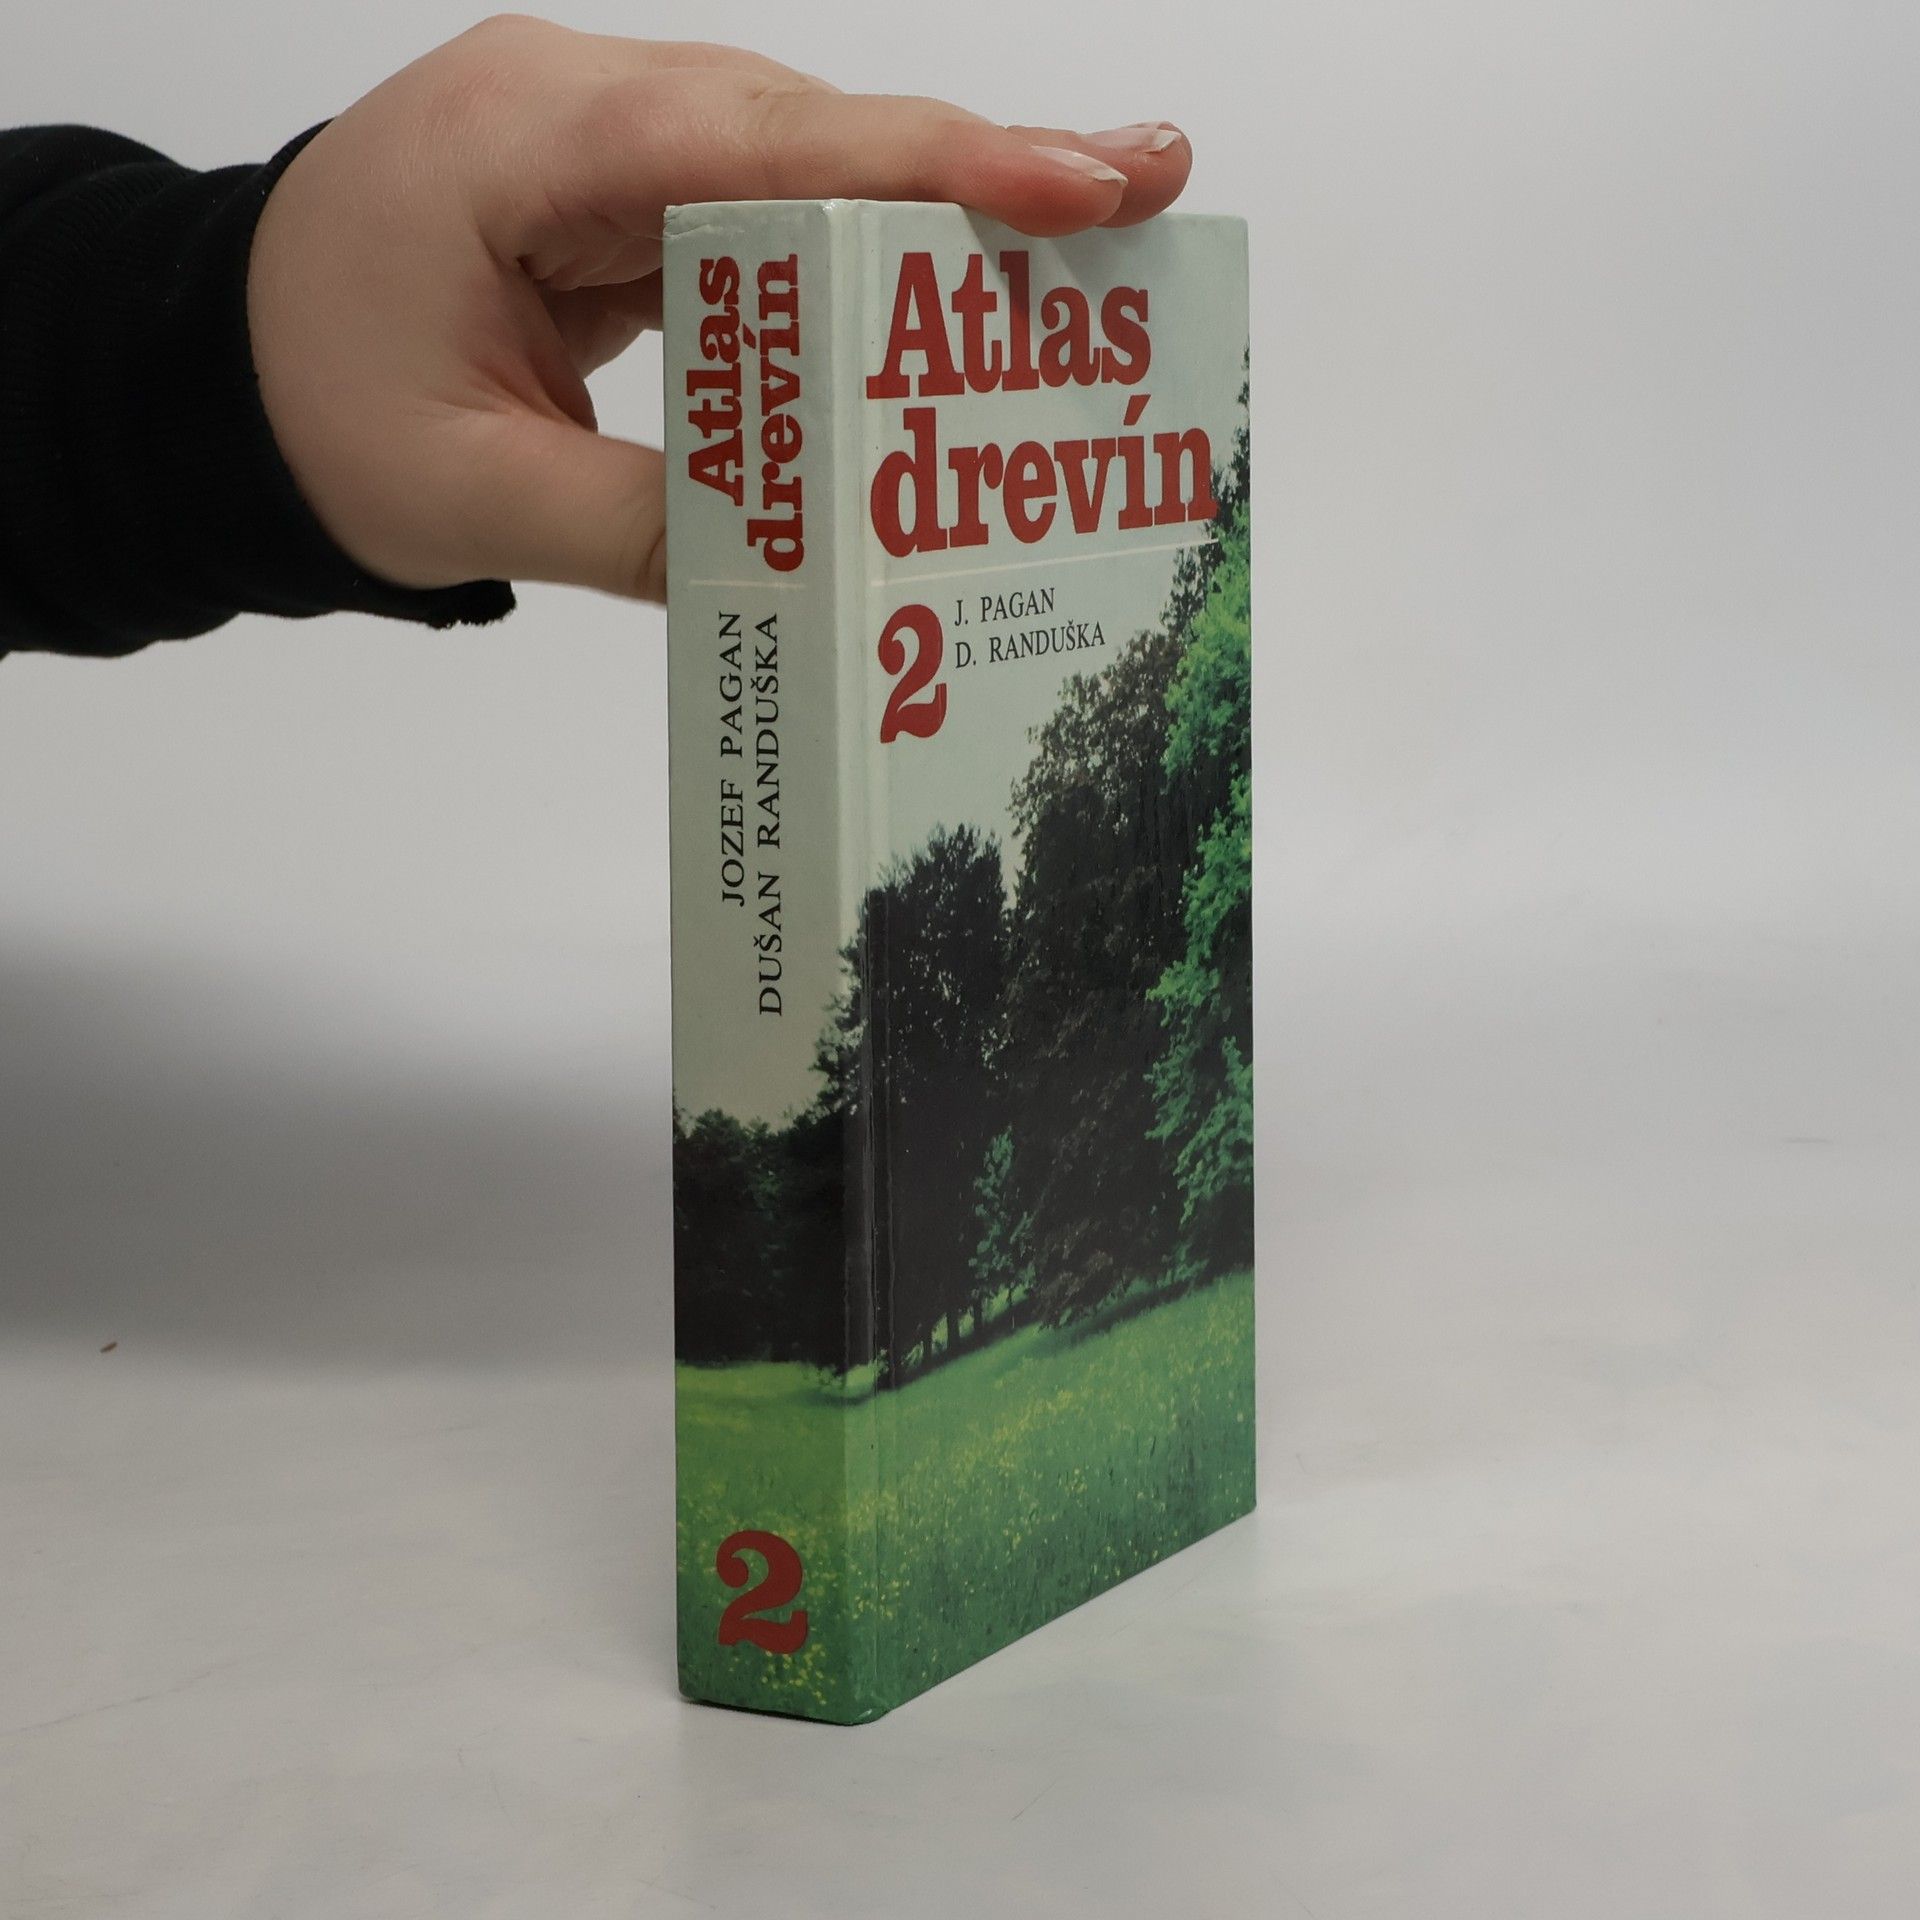 Atlas
drevín
JOZEF PAGAN
DUŠAN RANDUŠKA
2
Atlas
drevín
2
J. PAGAN
D. RANDUŠKA